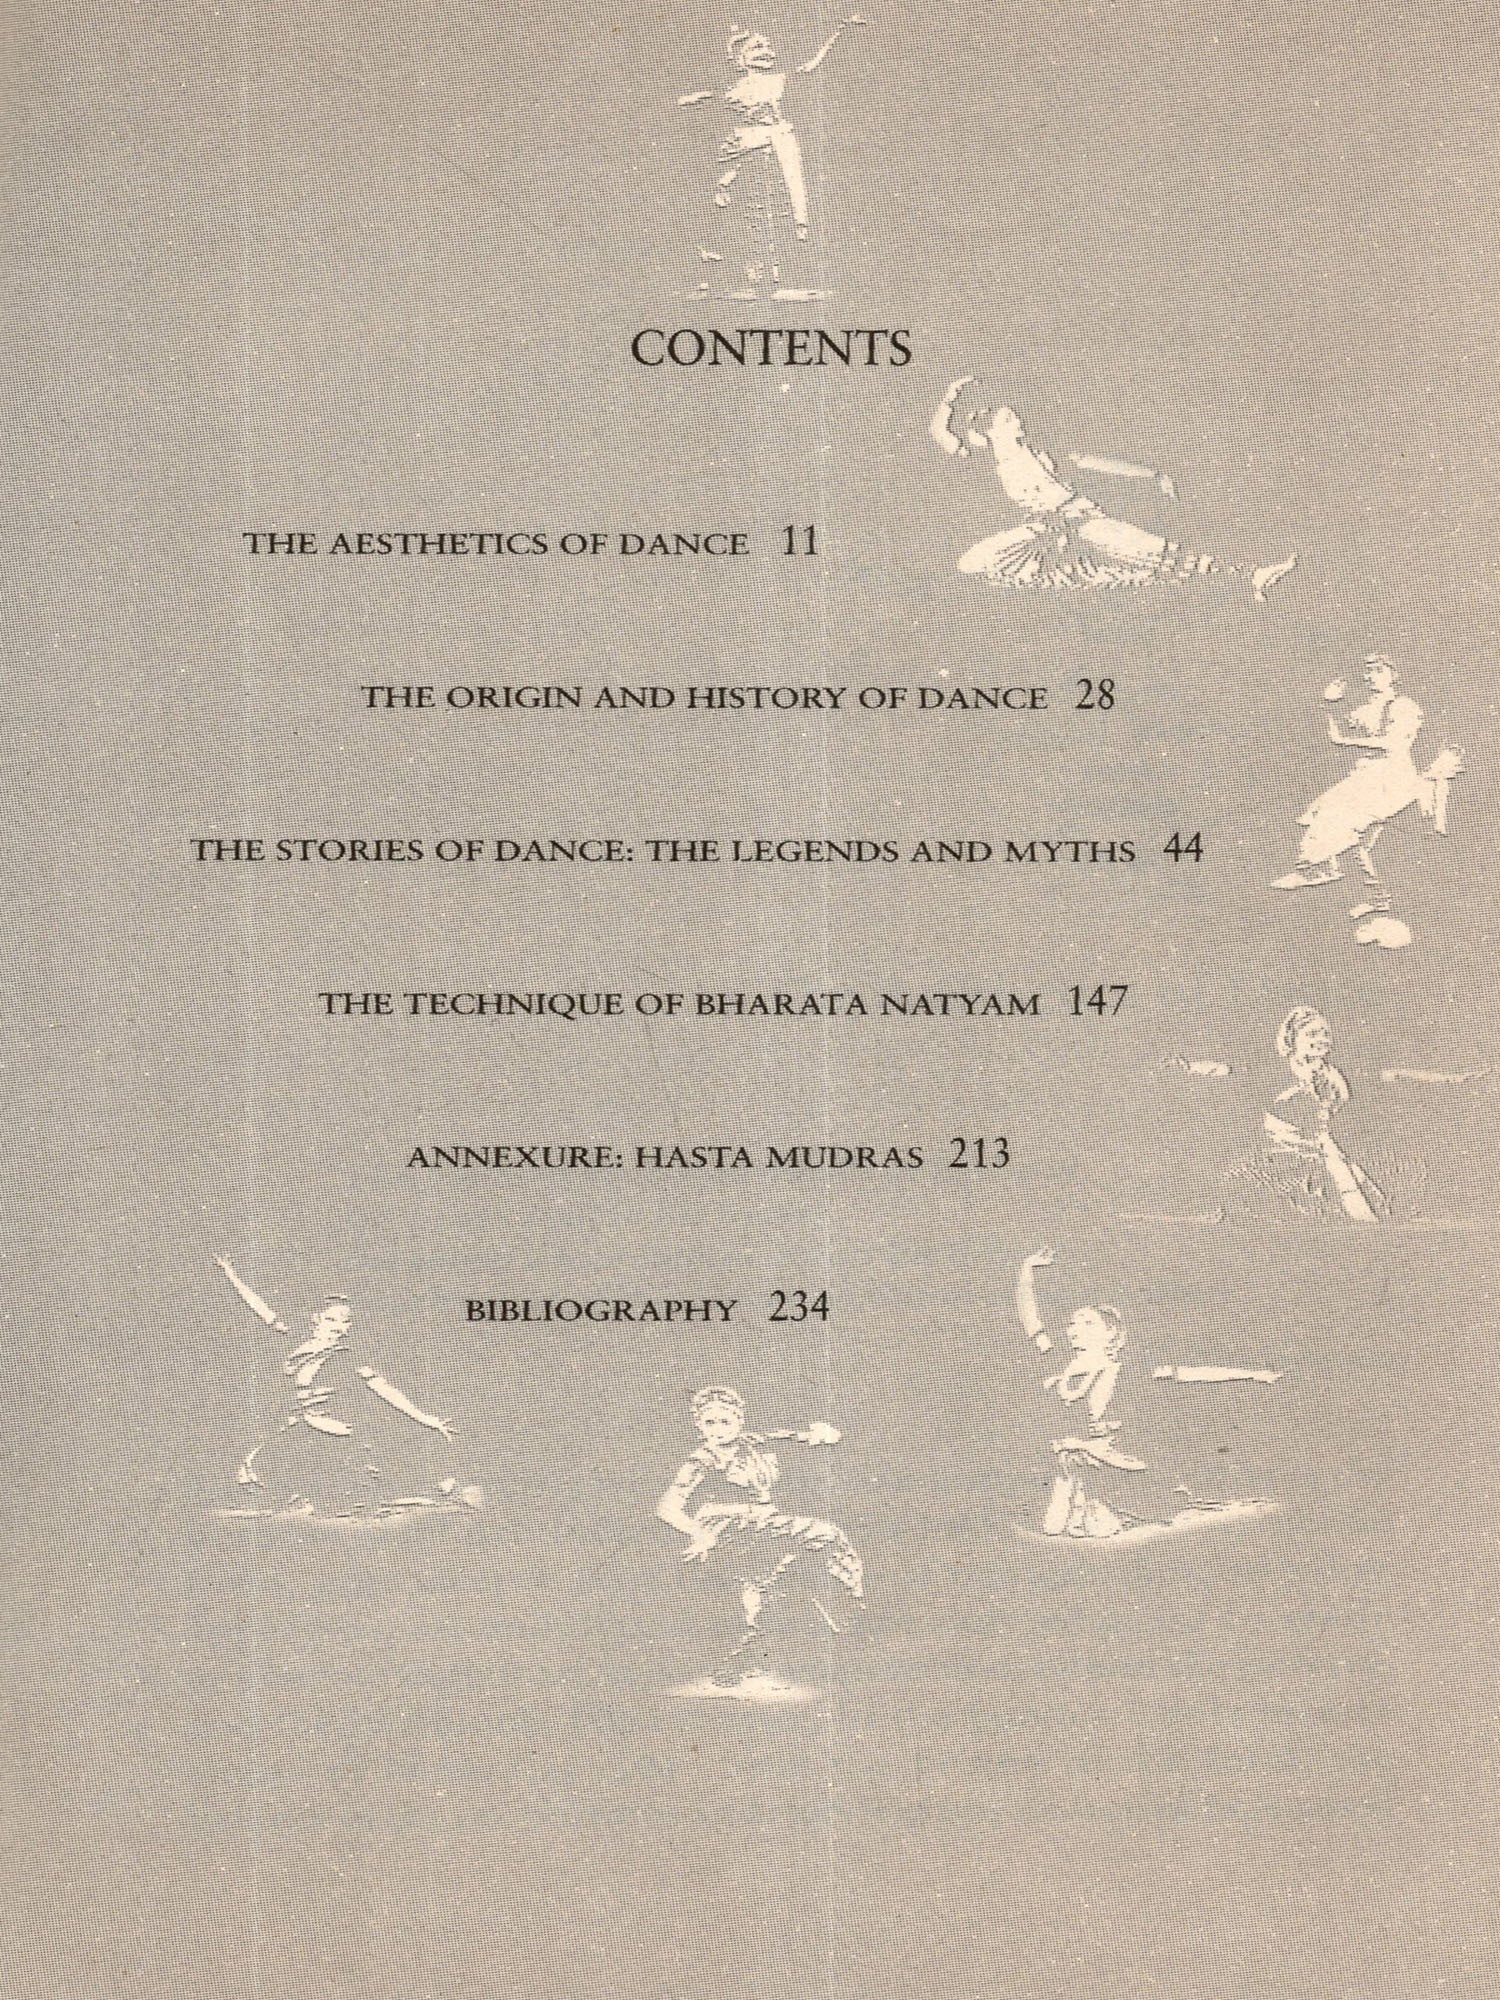 CONTENTS
THE AESTHETICS OF DANCE 11
THE ORIGIN AND HISTORY OF DANCE 28
THE STORIES OF DANCE: THE LEGENDS AND MYTHS 44
THE TECHNIQUE OF BHARATA NATYAM 147
ANNEXURE: HASTA MUDRAS 213
BIBLIOGRAPHY 234